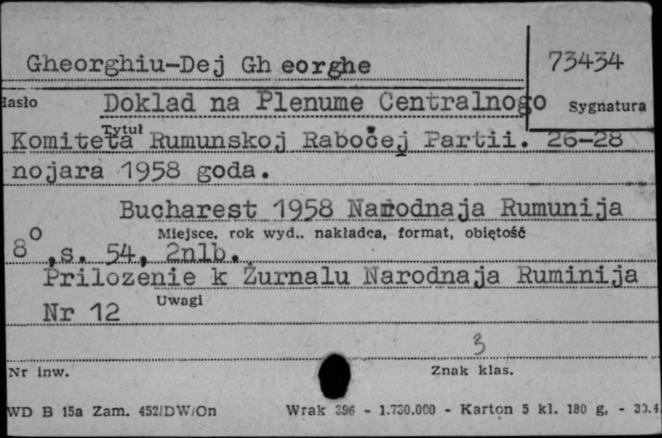 Gheorghiu-Dej Gheorghe
73434
Hasło
Doklad na Plenume Centralnogo
Sygnatura
Tytuł
Komiteta Rumunskoj Rabočej Partii. 26-28
nojara 1958 goda.
Bucharest 1958 Narodnaja Rumunija
Miejsce, rok wyd.. nakładca, format, obiętość
8º, s. 54, 2nlb.
Prilozenie k Žurnalu Narodnaja Ruminija
Uwagi
Nr 12
3
Nr inw.
Znak klas.
WD B 15a Zam. 452/DW/On Wrak 396 - 1.730.000 - Karton 5 kl. 180 g, - 30.4